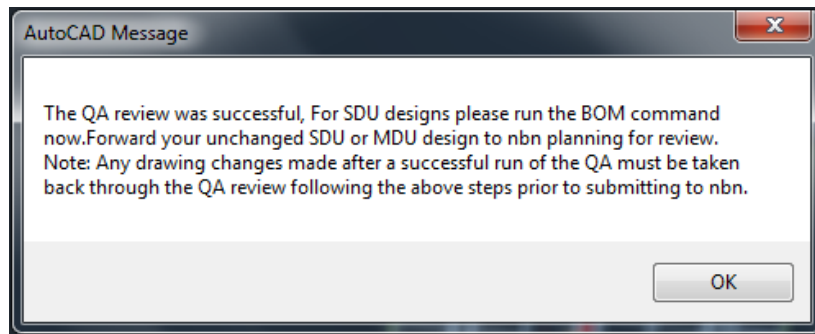 AutoCAD Message
The QA review was successful, For SDU designs please run the BOM command
now.Forward your unchanged SDU or MDU design to nbn planning for review.
Note: Any drawing changes made after a successful run of the QA must be taken
back through the QA review following the above steps prior to submitting to nbn.
OK